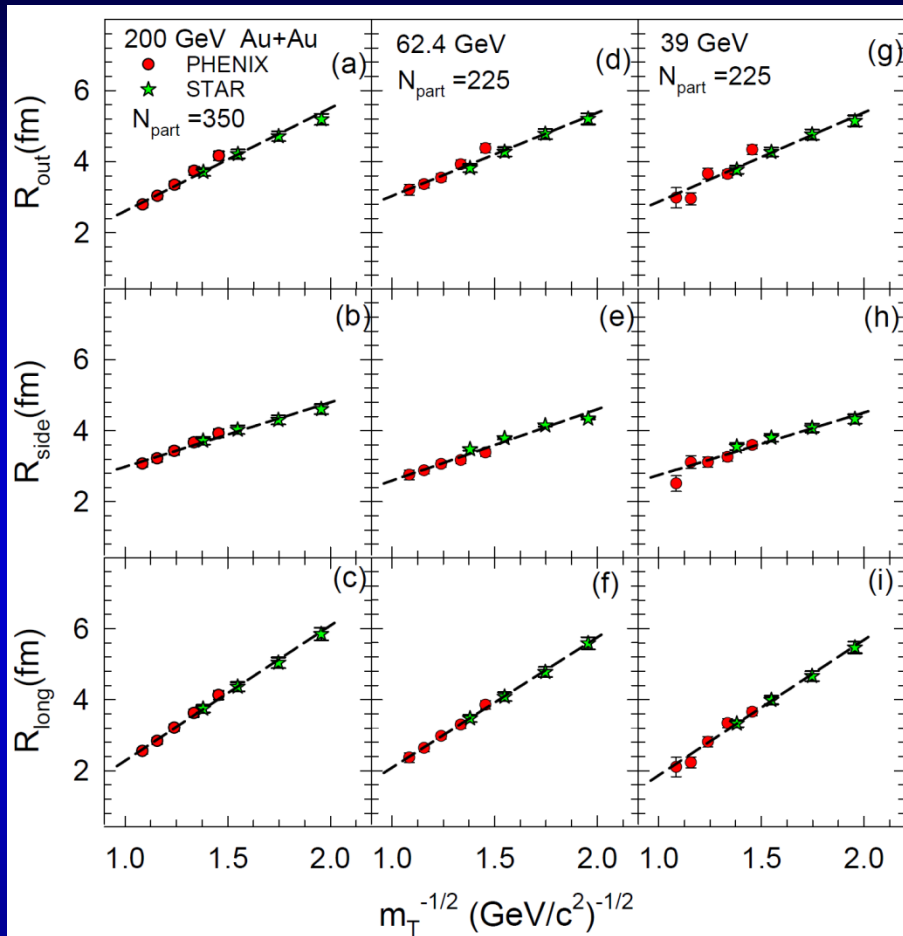 200 GeV Au+Au
PHENIX
STAR
N_part =350
(a)
62.4 GeV
N_part =225
(d)
39 GeV
N_part =225
(g)
R_out(fm)
6
4
2
(b)
(e)
(h)
R_side(fm)
6
4
2
(c)
(f)
(i)
R_long(fm)
6
4
2
1.0 1.5 2.0 1.0 1.5 2.0 1.0 1.5 2.0
m_T^-1/2 (GeV/c^2)^-1/2